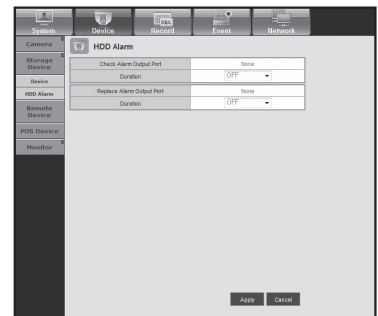 System Device Record Event Network
REC
Camera
HDD Alarm
Storage
Device
Device
HDD Alarm
Remote
Device
POS Device
Monitor
Check Alarm Output Port None
Duration OFF
Replace Alarm Output Port None
Duration OFF
Apply Cancel